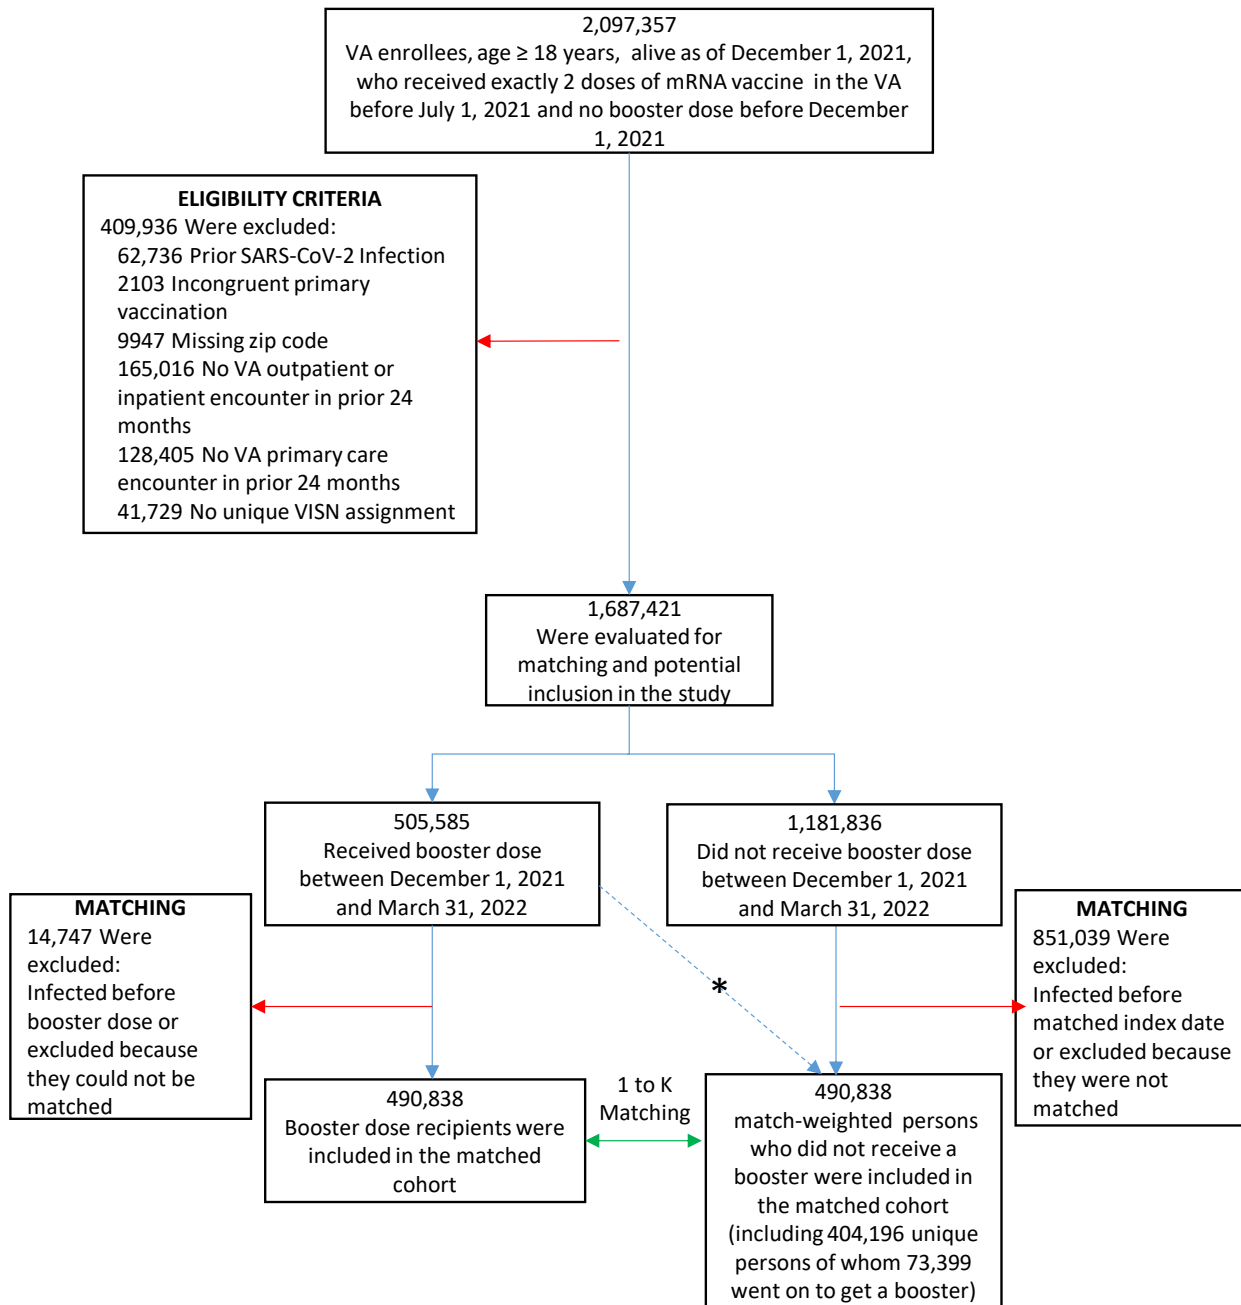 2,097,357
VA enrollees, age ≥ 18 years, alive as of December 1, 2021,
who received exactly 2 doses of mRNA vaccine in the VA
before July 1, 2021 and no booster dose before December
1, 2021
ELIGIBILITY CRITERIA
409,936 Were excluded:
62,736 Prior SARS-CoV-2 Infection
2103 Incongruent primary
vaccination
9947 Missing zip code
165,016 No VA outpatient or
inpatient encounter in prior 24
months
128,405 No VA primary care
encounter in prior 24 months
41,729 No unique VISN assignment
1,687,421
Were evaluated for
matching and potential
inclusion in the study
505,585
Received booster dose
between December 1, 2021
and March 31, 2022
1,181,836
Did not receive booster dose
between December 1, 2021
and March 31, 2022
MATCHING
14,747 Were
excluded:
Infected before
booster dose or
excluded because
they could not be
matched
*
MATCHING
851,039 Were
excluded:
Infected before
matched index date
or excluded because
they were not
matched
490,838
Booster dose recipients were
included in the matched
cohort
1 to K
Matching
490,838
match-weighted persons
who did not receive a
booster were included in
the matched cohort
(including 404,196 unique
persons of whom 73,399
went on to get a booster)